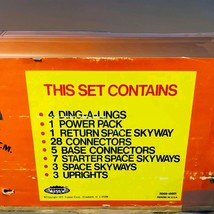 THIS SET CONTAINS
• 4 DING-A-LINGS
• 1 POWER PACK
• 1 RETURN SPACE SKYWAY
• 28 CONNECTORS
• 5 BASE CONNECTORS
• 7 STARTER SPACE SKYWAYS
• 3 SPACE SKYWAYS
• 3 UPRIGHTS
CM.